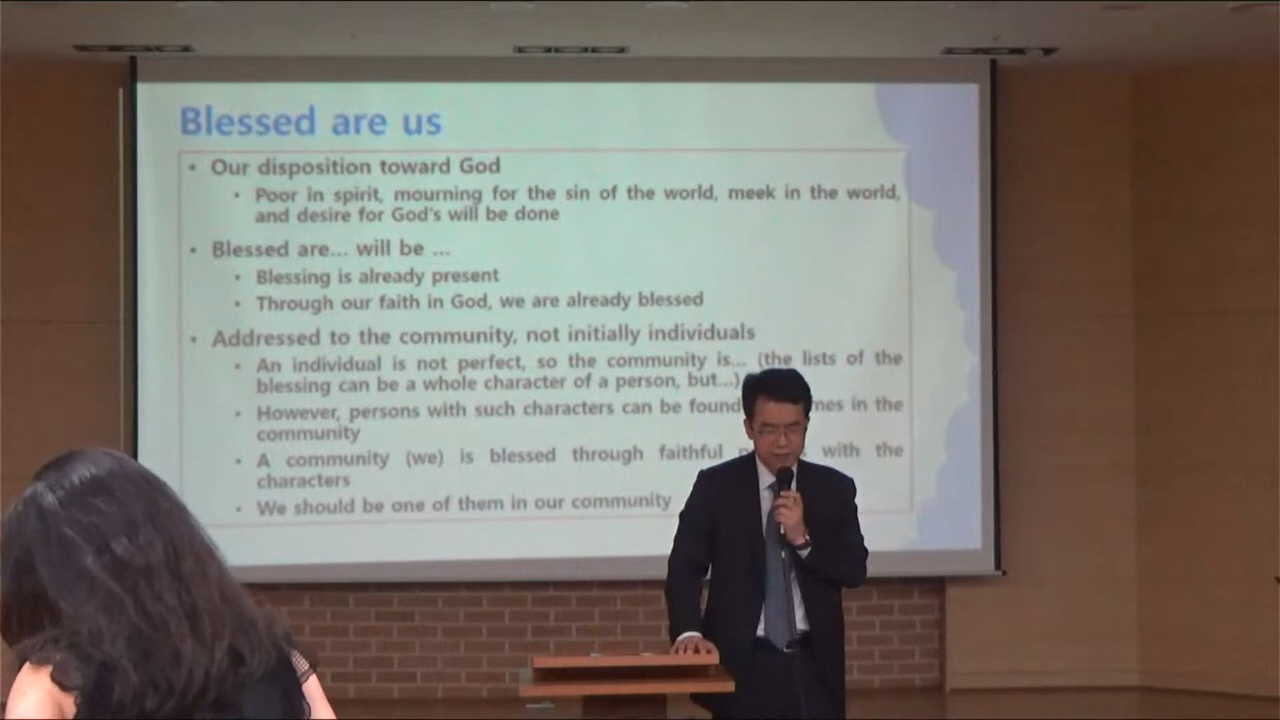 Blessed are us
• Our disposition toward God
• Poor in spirit, mourning for the sin of the world, meek in the world,
and desire for God's will be done
• Blessed are... will be ...
• Blessing is already present
• Through our faith in God, we are already blessed
• Addressed to the community, not initially individuals
• An individual is not perfect, so the community is... (the lists of the
blessing can be a whole character of a person, but...)
• However, persons with such characters can be found in the
community
• A community (we) is blessed through faithful with the
characters
• We should be one of them in our community